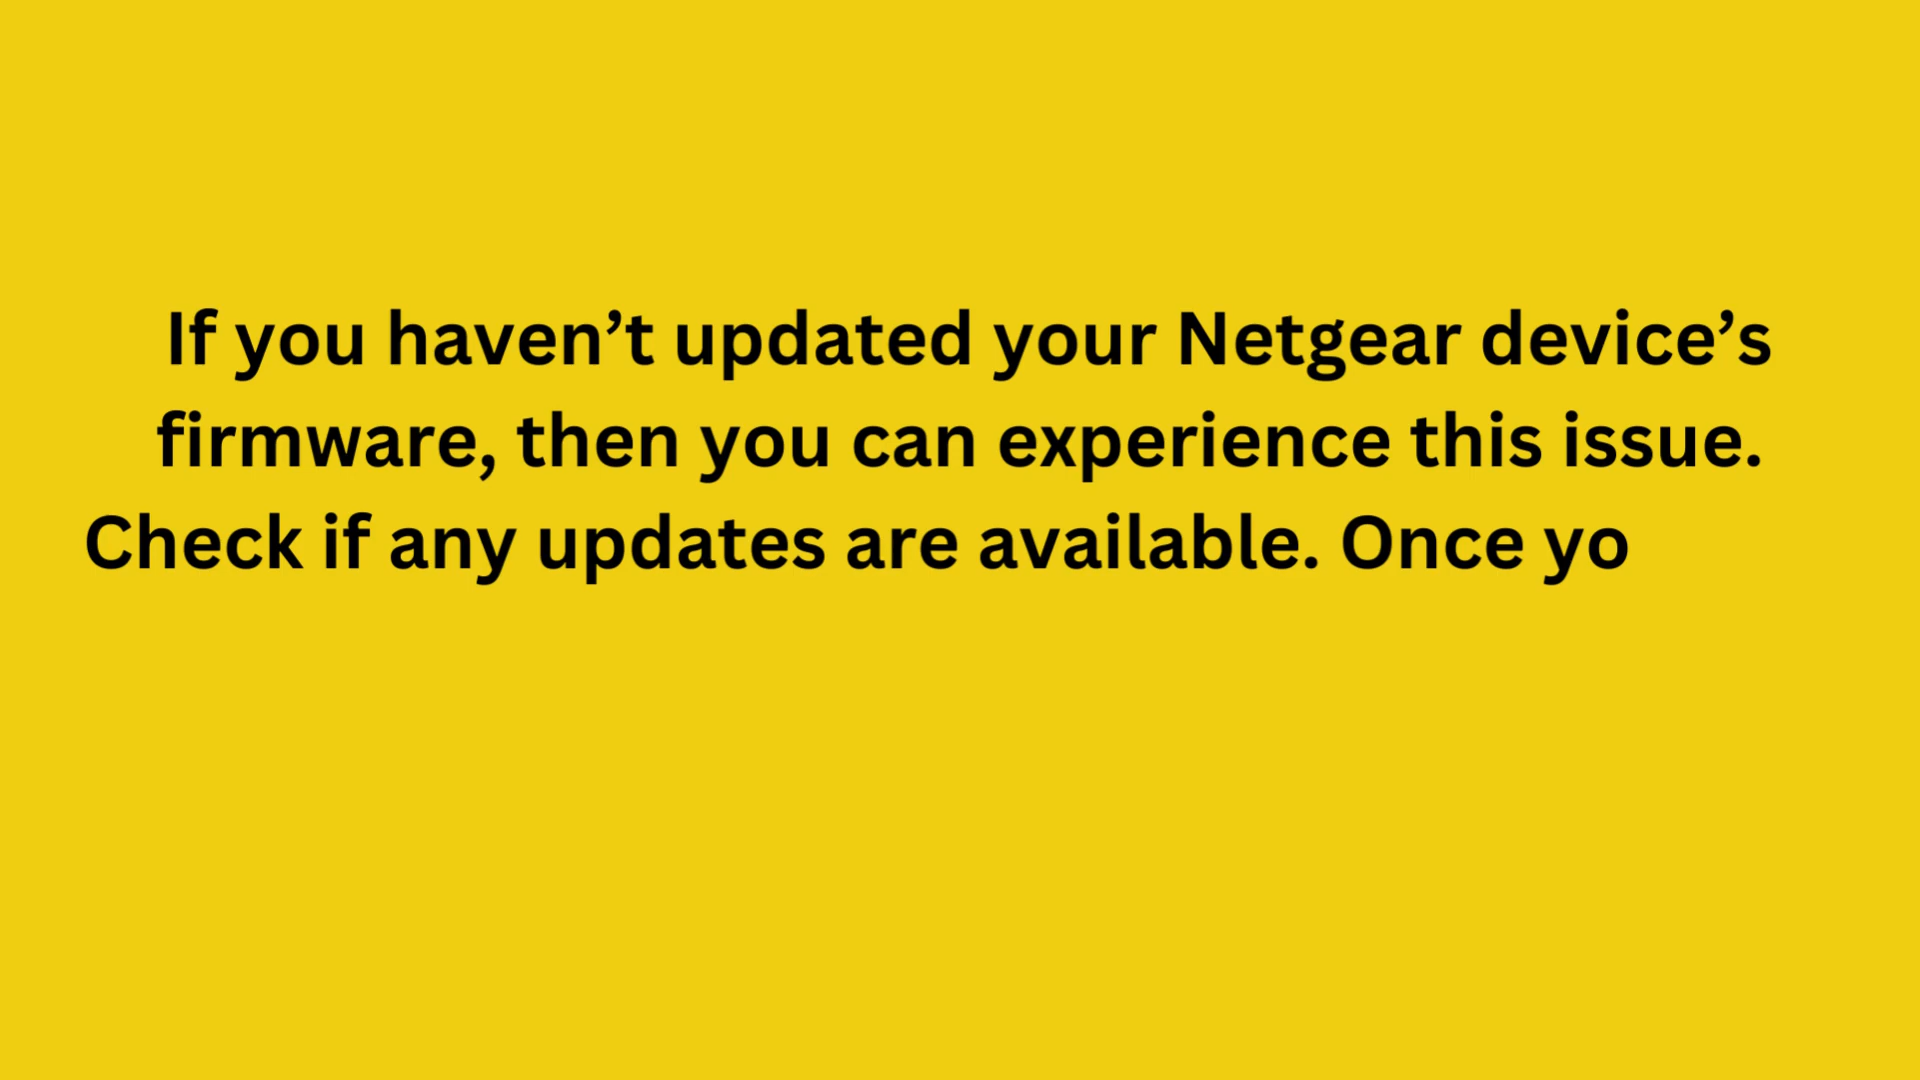 If you haven’t updated your Netgear device’s
firmware, then you can experience this issue.
Check if any updates are available. Once yo